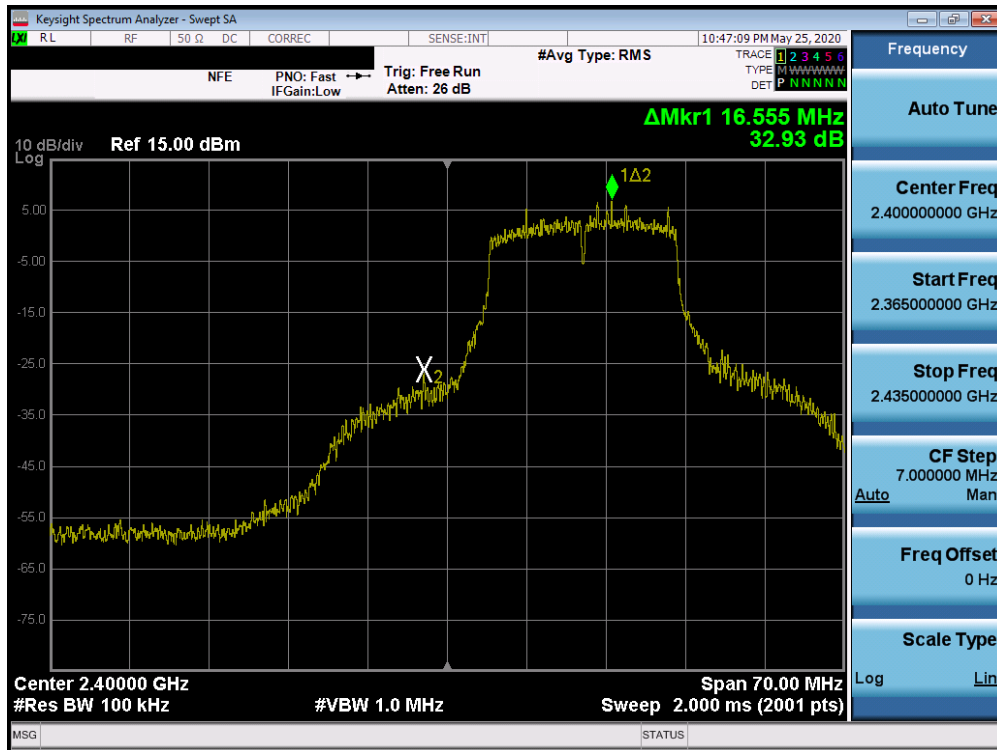 Keysight Spectrum Analyzer - Swept SA
LXI RL RF 50 Ω DC CORREC SENSE:INT 10:47:09 PM May 25, 2020
#Avg Type: RMS TRACE 1 2 3 4 5 6
NFE PNO: Fast Trig: Free Run TYPE M WWWWW
IFGain:Low Atten: 26 dB DET P N N N N N
ΔMkr1 16.555 MHz
32.93 dB
10 dB/div Ref 15.00 dBm
Log
1Δ2
5.00
-5.00
-15.0
-25.0
X2
-35.0
-45.0
-55.0
-65.0
-75.0
Center 2.40000 GHz Span 70.00 MHz
#Res BW 100 kHz #VBW 1.0 MHz Sweep 2.000 ms (2001 pts)
MSG STATUS
Frequency
Auto Tune
Center Freq
2.400000000 GHz
Start Freq
2.365000000 GHz
Stop Freq
2.435000000 GHz
CF Step
7.000000 MHz
Auto Man
Freq Offset
0 Hz
Scale Type
Log Lin